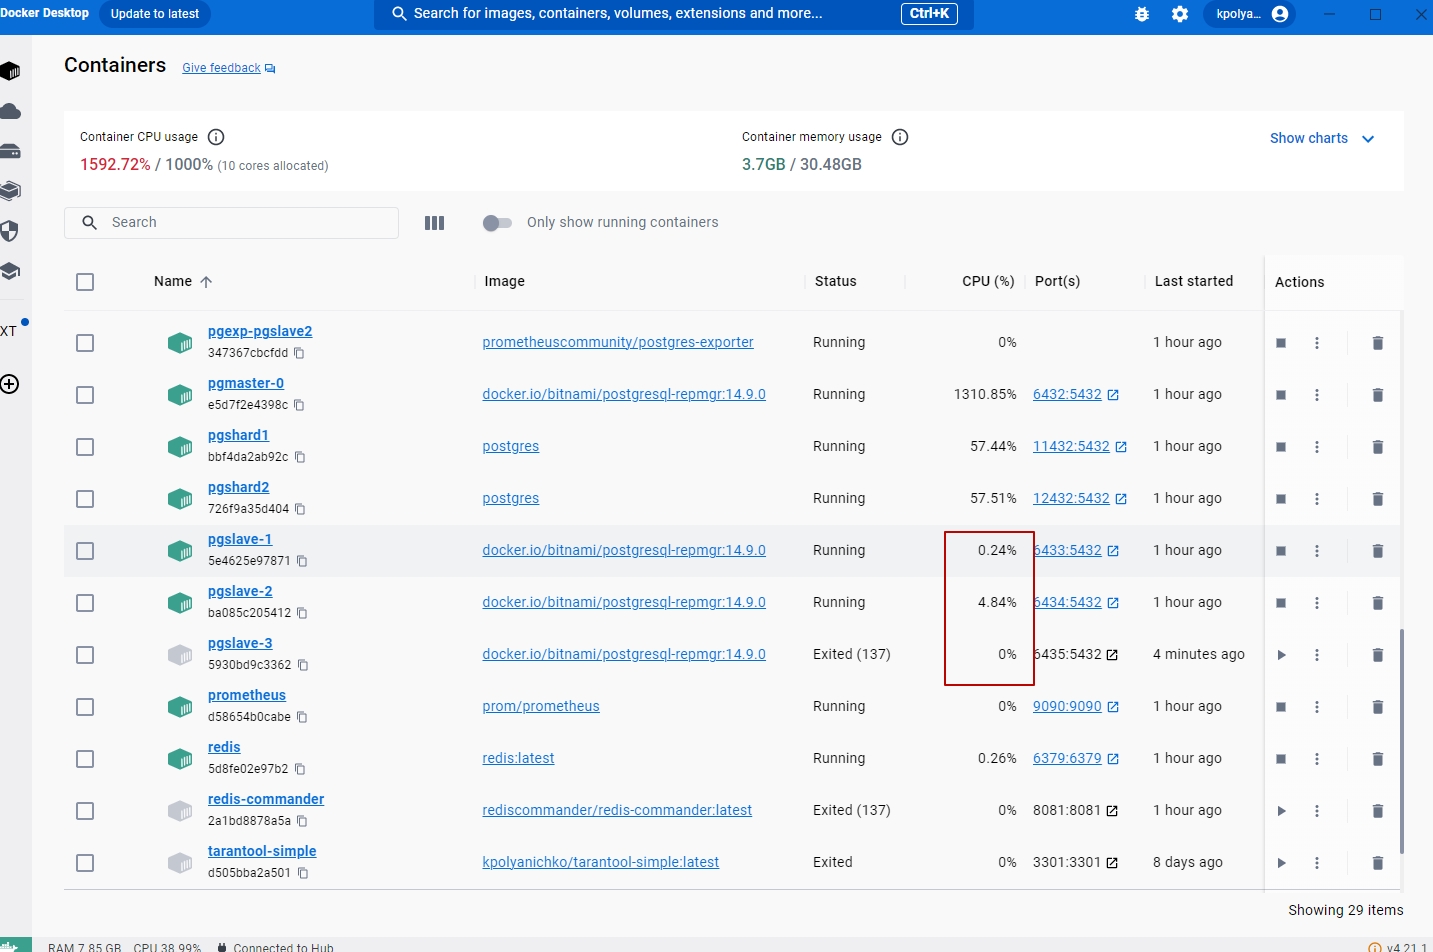 Docker Desktop Update to latest Search for images, containers, volumes, extensions and more... Ctrl+K kpolya...
Containers Give feedback
Container CPU usage Container memory usage Show charts
1592.72% / 1000% (10 cores allocated) 3.7GB / 30.48GB
Search Only show running containers
Name Image Status CPU (%) Port(s) Last started Actions
pgexp-pgslave2 prometheuscommunity/postgres-exporter Running 0% 1 hour ago
347367cbcfdd
pgmaster-0 docker.io/bitnami/postgresql-repmgr:14.9.0 Running 1310.85% 6432:5432 1 hour ago
e5d7f2e4398c
pgshard1 postgres Running 57.44% 11432:5432 1 hour ago
bbf4da2ab92c
pgshard2 postgres Running 57.51% 12432:5432 1 hour ago
726f9a35d404
pgslave-1 docker.io/bitnami/postgresql-repmgr:14.9.0 Running 0.24% 6433:5432 1 hour ago
5e4625e97871
pgslave-2 docker.io/bitnami/postgresql-repmgr:14.9.0 Running 4.84% 6434:5432 1 hour ago
ba085c205412
pgslave-3 docker.io/bitnami/postgresql-repmgr:14.9.0 Exited (137) 0% 6435:5432 4 minutes ago
5930bd9c3362
prometheus prom/prometheus Running 0% 9090:9090 1 hour ago
d58654b0cabe
redis redis:latest Running 0.26% 6379:6379 1 hour ago
5d8fe02e97b2
redis-commander rediscommander/redis-commander:latest Exited (137) 0% 8081:8081 1 hour ago
2a1bd8878a5a
tarantool-simple kpolyanichko/tarantool-simple:latest Exited 0% 3301:3301 8 days ago
d505bba2a501
XT
Showing 29 items
RAM 7.85 GB CPU 38.99% Connected to Hub v4.21.1